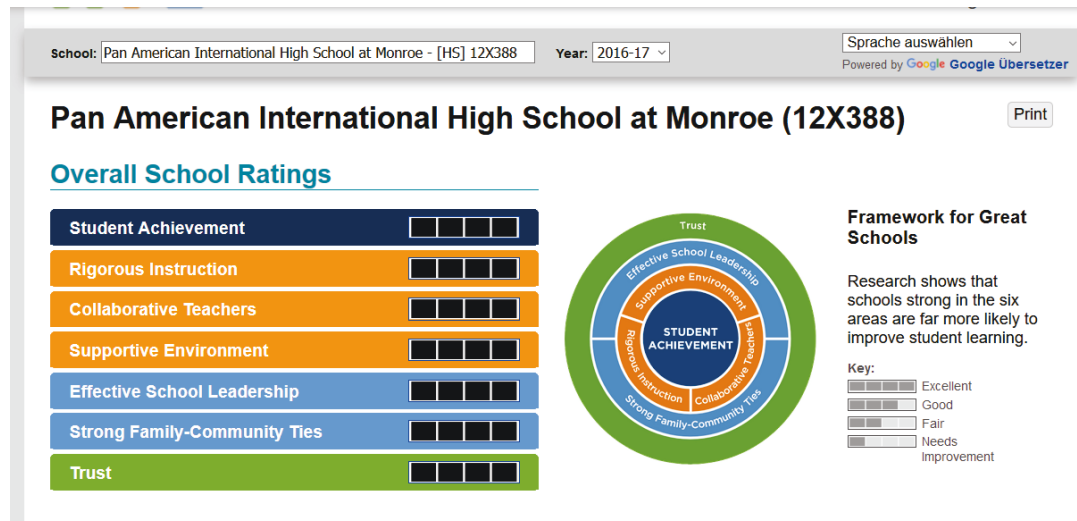 School: Pan American International High School at Monroe - [HS] 12X388 Year: 2016-17 Sprache auswählen
Powered by Google Google Übersetzer
Pan American International High School at Monroe (12X388) Print
Overall School Ratings
Student Achievement
Rigorous Instruction
Collaborative Teachers
Supportive Environment
Effective School Leadership
Strong Family-Community Ties
Trust
Trust
Effective School Leadership
Supportive Environment
STUDENT
ACHIEVEMENT
Rigorous Instruction
Collaborative Teachers
Strong Family-Community Ties
Framework for Great
Schools
Research shows that
schools strong in the six
areas are far more likely to
improve student learning.
Key:
Excellent
Good
Fair
Needs
Improvement